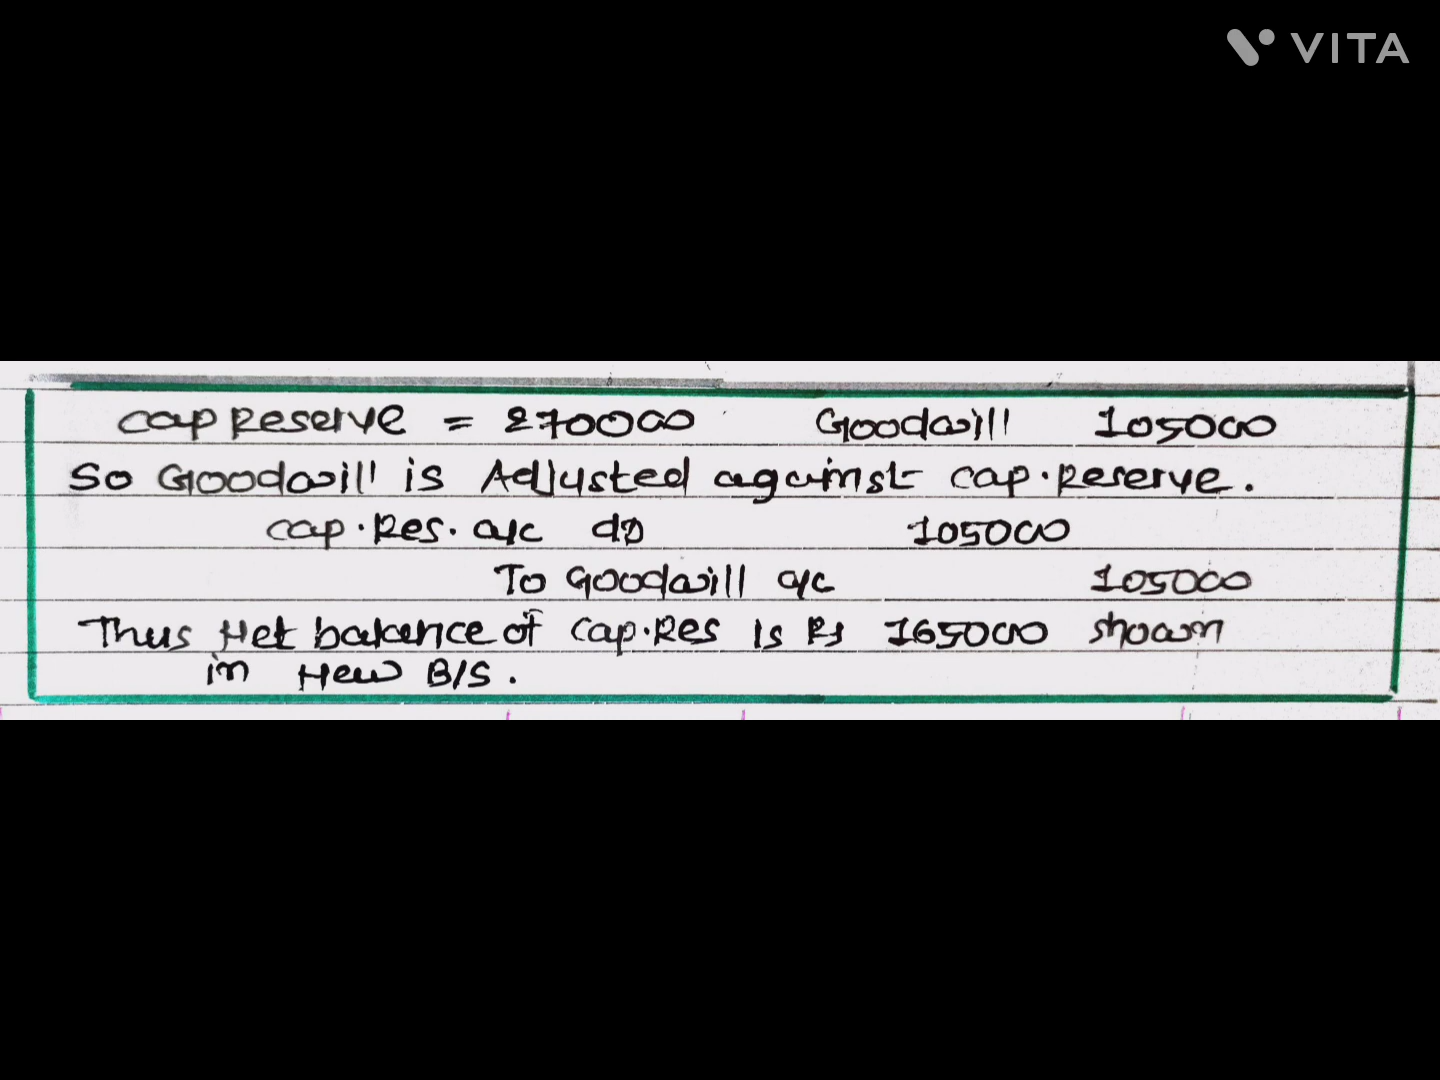 VITA
Cap Reserve = 270000 Goodwill 105000
So Goodwill is Adjusted against cap. Reserve.
Cap. Res. a/c dr 105000
To Goodwill a/c 105000
Thus Net balance of Cap. Res is Rs 165000 shown
in New B/S.